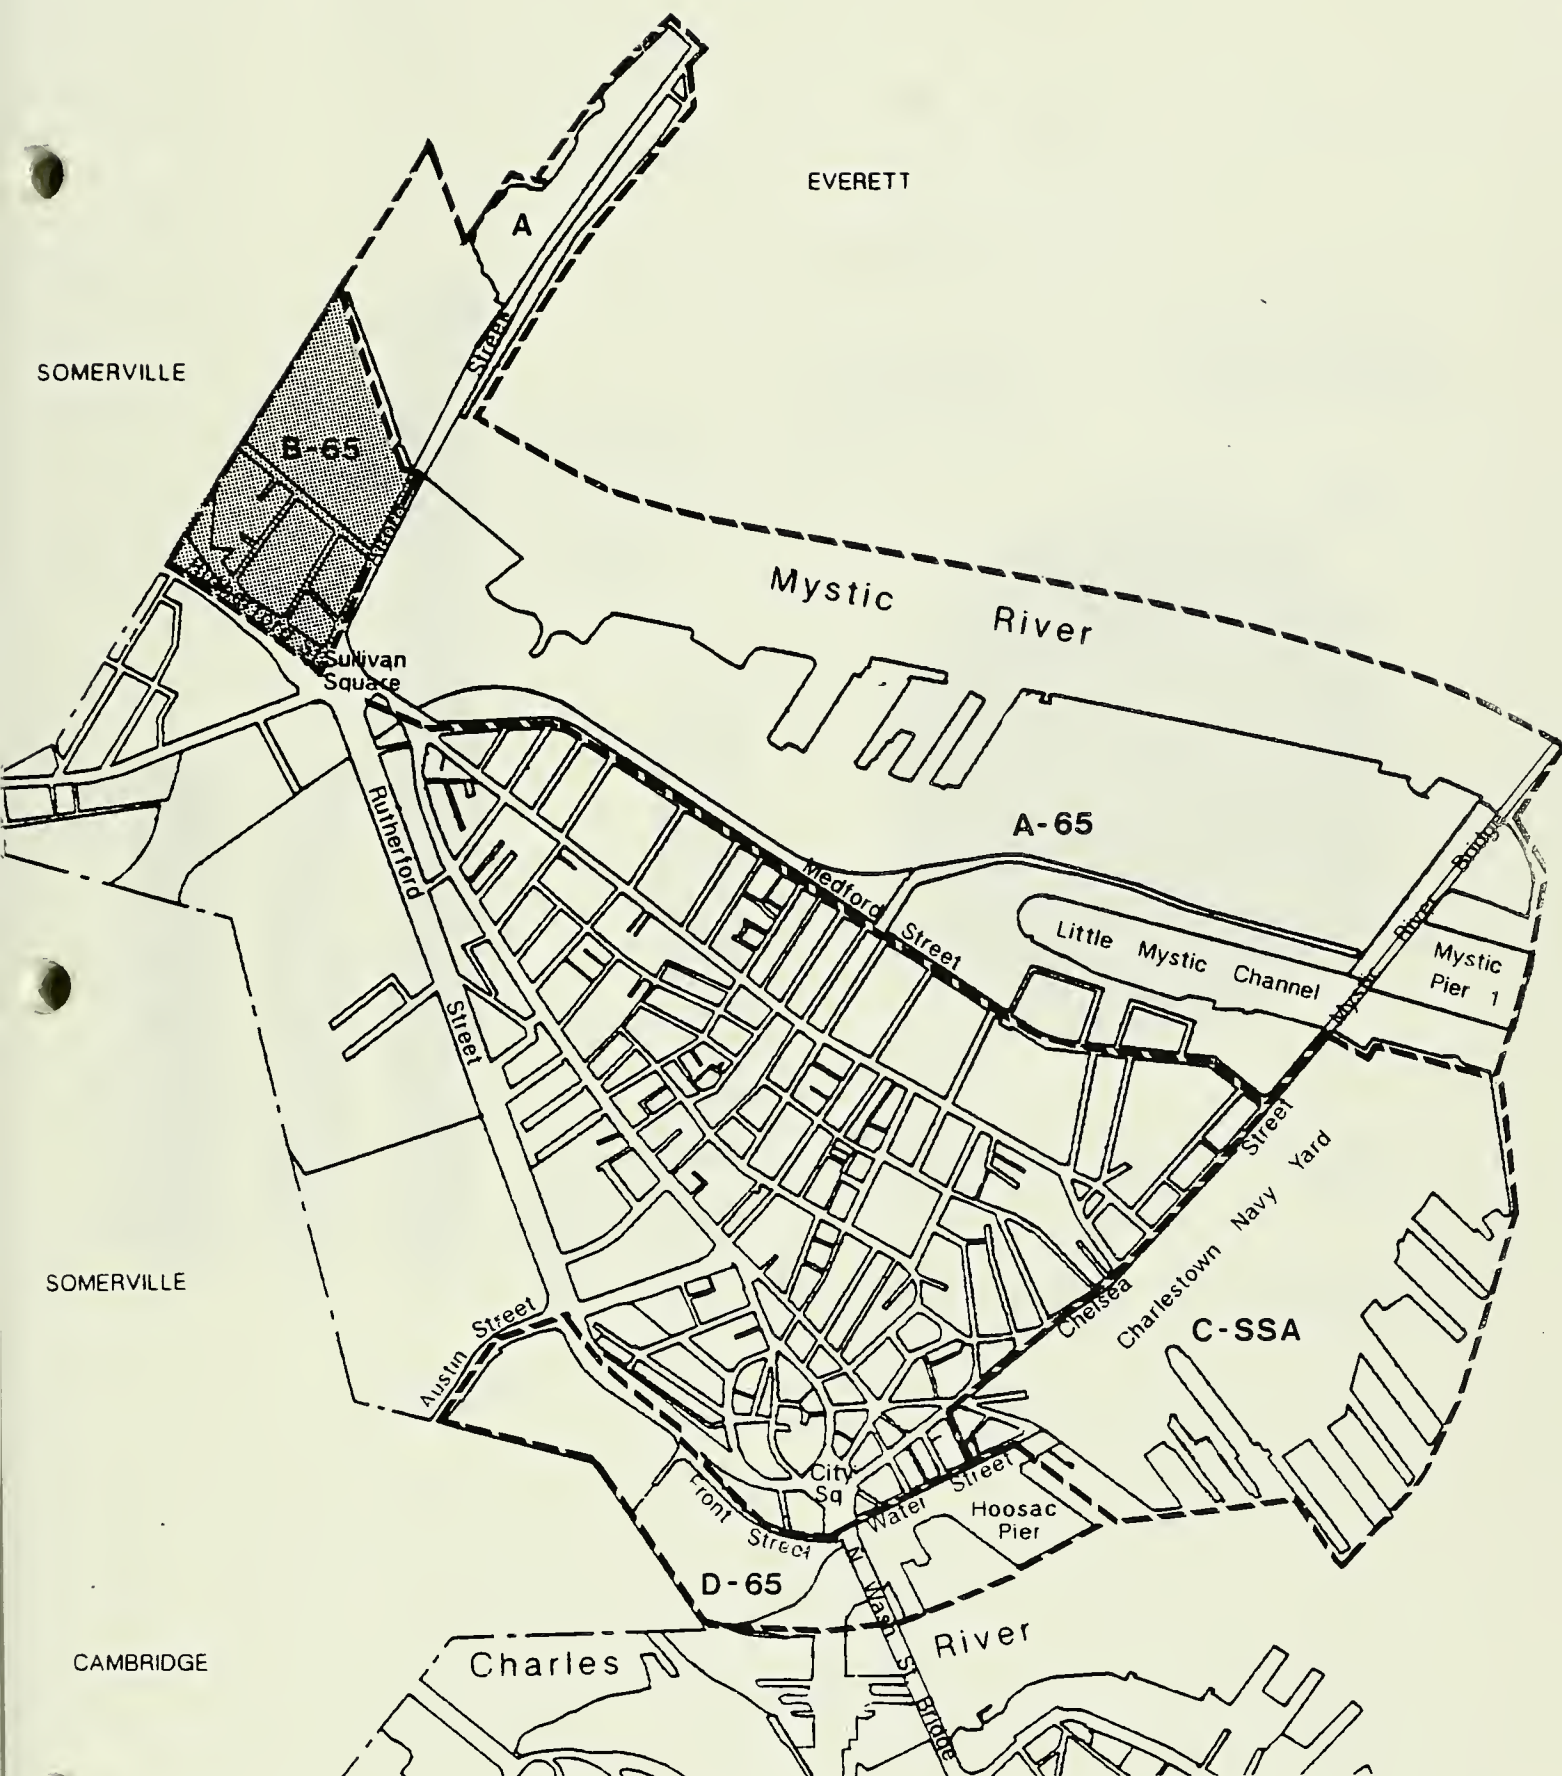 EVERETT
A
Street
SOMERVILLE
B-65
Mystic River
Sullivan
Square
Rutherford
Street
A-65
Medford
Street
Little Mystic Channel
Mystic River Bridge
Mystic
Pier 1
Street
Chelsea
Charlestown Navy Yard
C-SSA
SOMERVILLE
Austin Street
City
Sq
Water Street
Front Street
Hoosac
Pier
D-65
N Wash St Bridge
CAMBRIDGE
Charles River